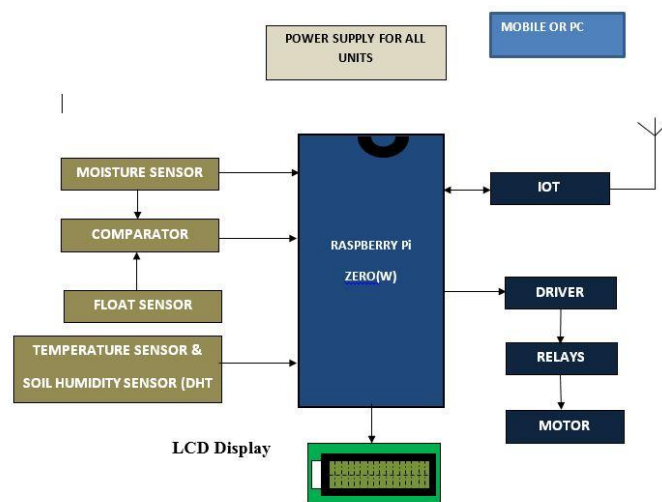 POWER SUPPLY FOR ALL
UNITS
MOBILE OR PC
MOISTURE SENSOR
COMPARATOR
FLOAT SENSOR
TEMPERATURE SENSOR &
SOIL HUMIDITY SENSOR (DHT
RASPBERRY Pi
ZERO(W)
IOT
DRIVER
RELAYS
MOTOR
LCD Display